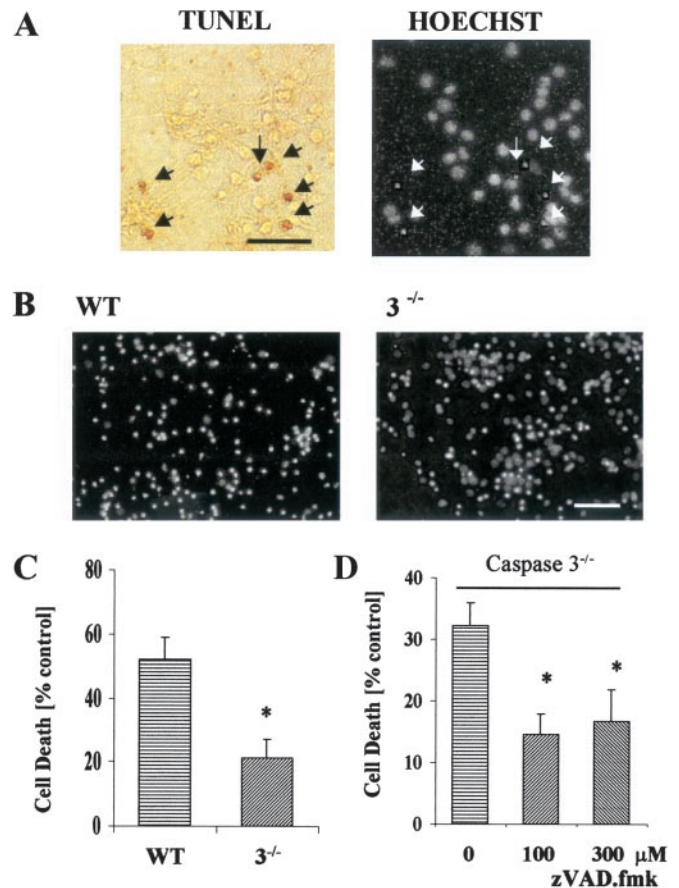 A
TUNEL
HOECHST
B
WT
3 -/-
C
Cell Death [% control]
80
60
40
20
0
*
WT
3-/-
D
Caspase 3-/-
Cell Death [% control]
40
30
20
10
0
*
*
0 100 300 μM
zVAD.fmk